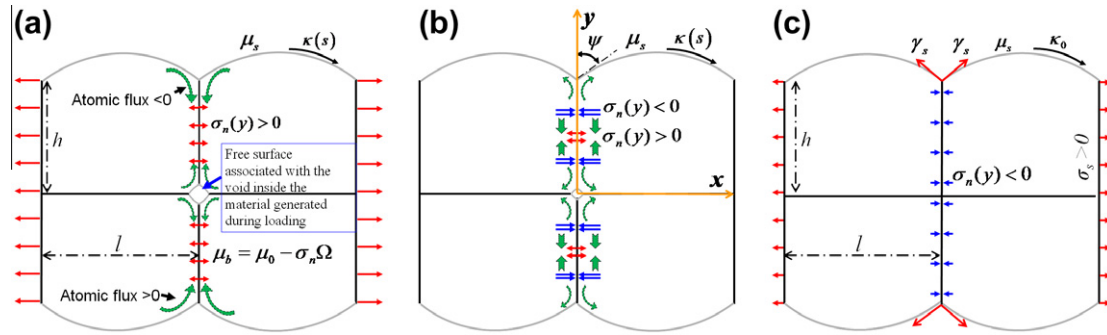 (a)
μs
κ(s)
Atomic flux <0
σn(y)>0
h
Free surface
associated with the
void inside the
material generated
during loading
l
μb = μ0 − σnΩ
Atomic flux >0
(b)
y
ψ
μs
κ(s)
σn(y)<0
σn(y)>0
x
(c)
γs
γs
μs
κ0
h
σn(y)<0
σs>0
l